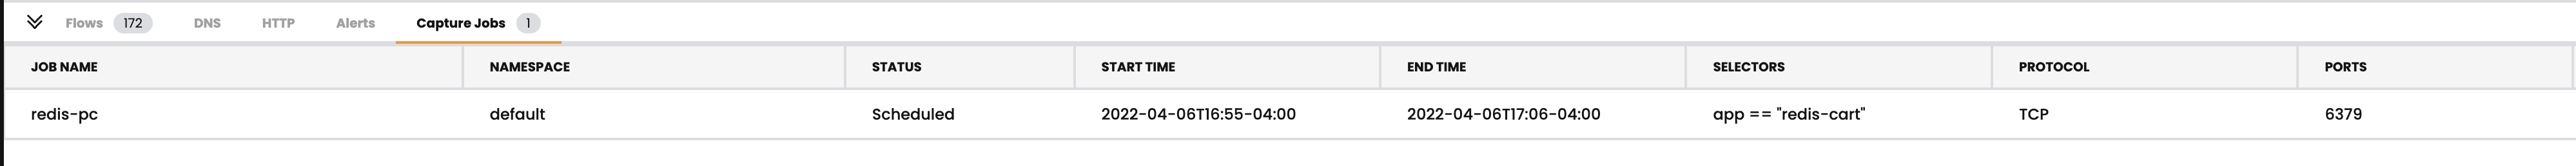 Flows 172 DNS HTTP Alerts Capture Jobs 1
JOB NAME NAMESPACE STATUS START TIME END TIME SELECTORS PROTOCOL PORTS
redis-pc default Scheduled 2022-04-06T16:55-04:00 2022-04-06T17:06-04:00 app == "redis-cart" TCP 6379